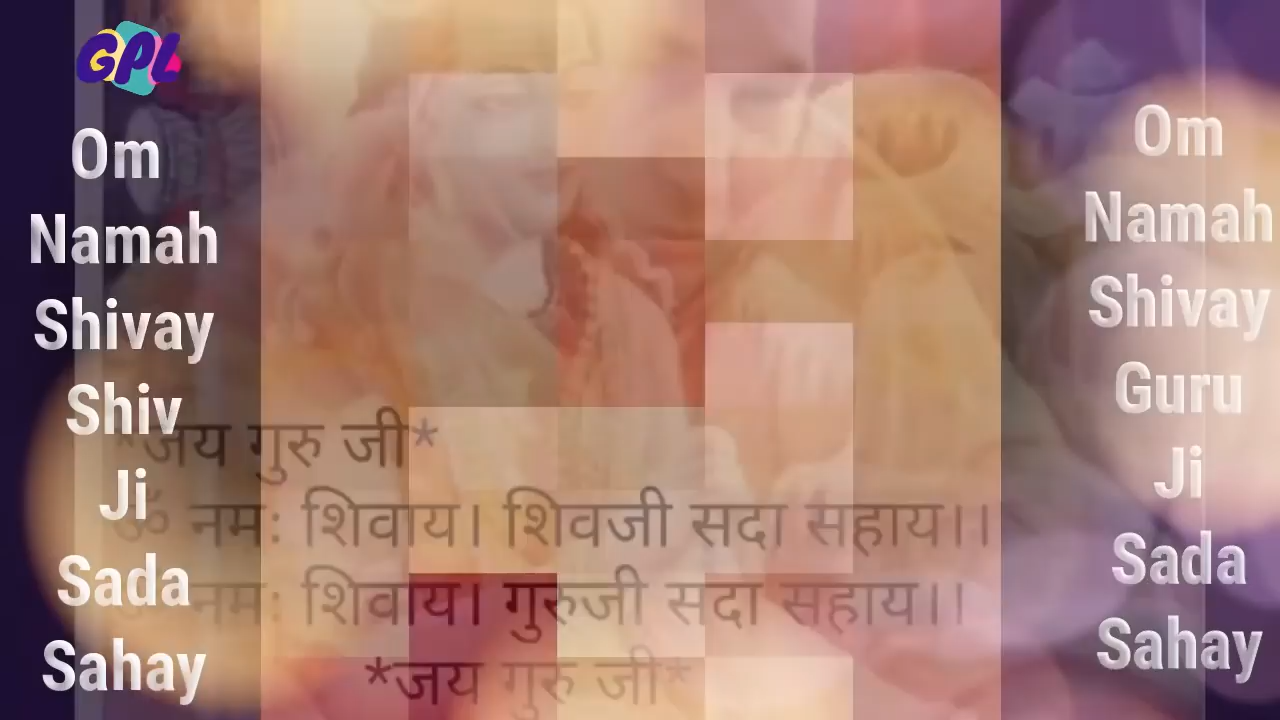 GPL
Om
Namah
Shivay
Shiv
Ji
Sada
Sahay
Om
Namah
Shivay
Guru
Ji
Sada
Sahay
*जय गुरु जी*
ॐ नमः शिवाय। शिवजी सदा सहाय।।
नमः शिवाय। गुरुजी सदा सहाय।।
*जय गुरु जी*